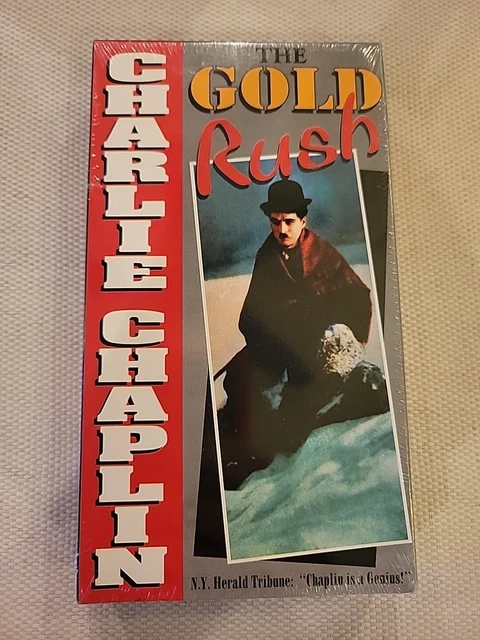 CHARLIE CHAPLIN
THE
GOLD
Rush
N.Y. Herald Tribune: "Chaplin is a Genius!"